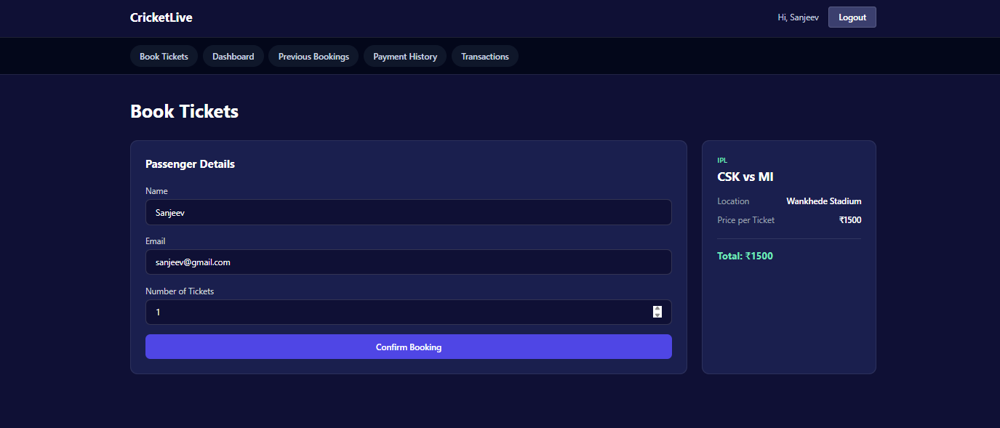 CricketLive
Hi, Sanjeev
Logout
Book Tickets
Dashboard
Previous Bookings
Payment History
Transactions
Book Tickets
Passenger Details
Name
Sanjeev
Email
sanjeev@gmail.com
Number of Tickets
1
Confirm Booking
IPL
CSK vs MI
Location Wankhede Stadium
Price per Ticket ₹1500
Total: ₹1500